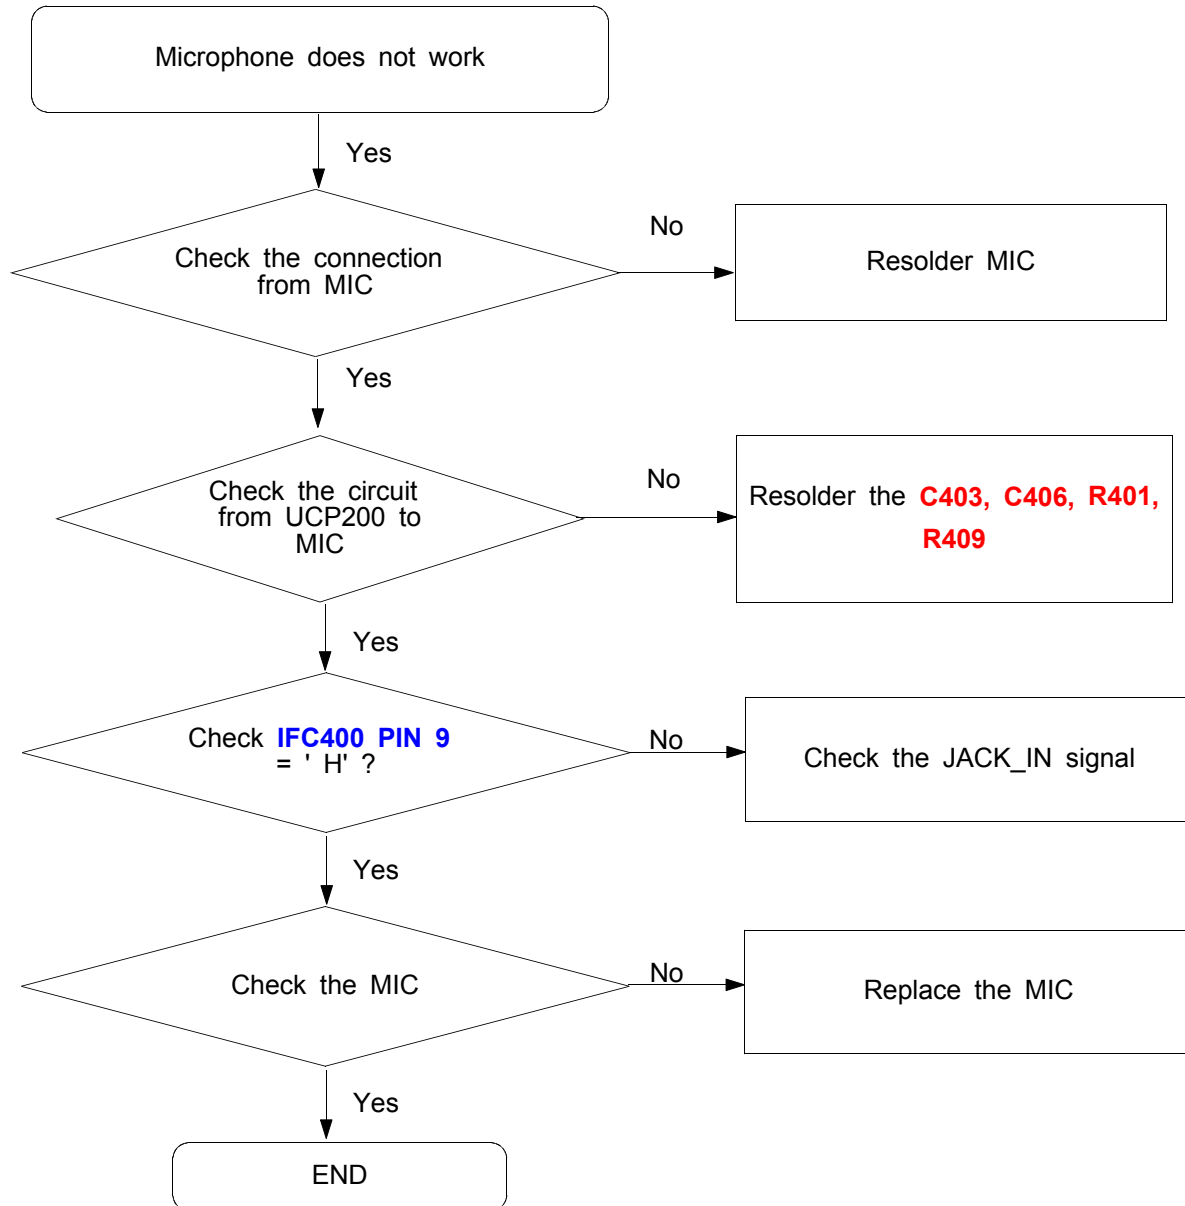 Microphone does not work
Yes
Check the connection
from MIC
No
Resolder MIC
Yes
Check the circuit
from UCP200 to
MIC
No
Resolder the C403, C406, R401,
R409
Yes
Check IFC400 PIN 9
= ' H' ?
No
Check the JACK_IN signal
Yes
Check the MIC
No
Replace the MIC
Yes
END